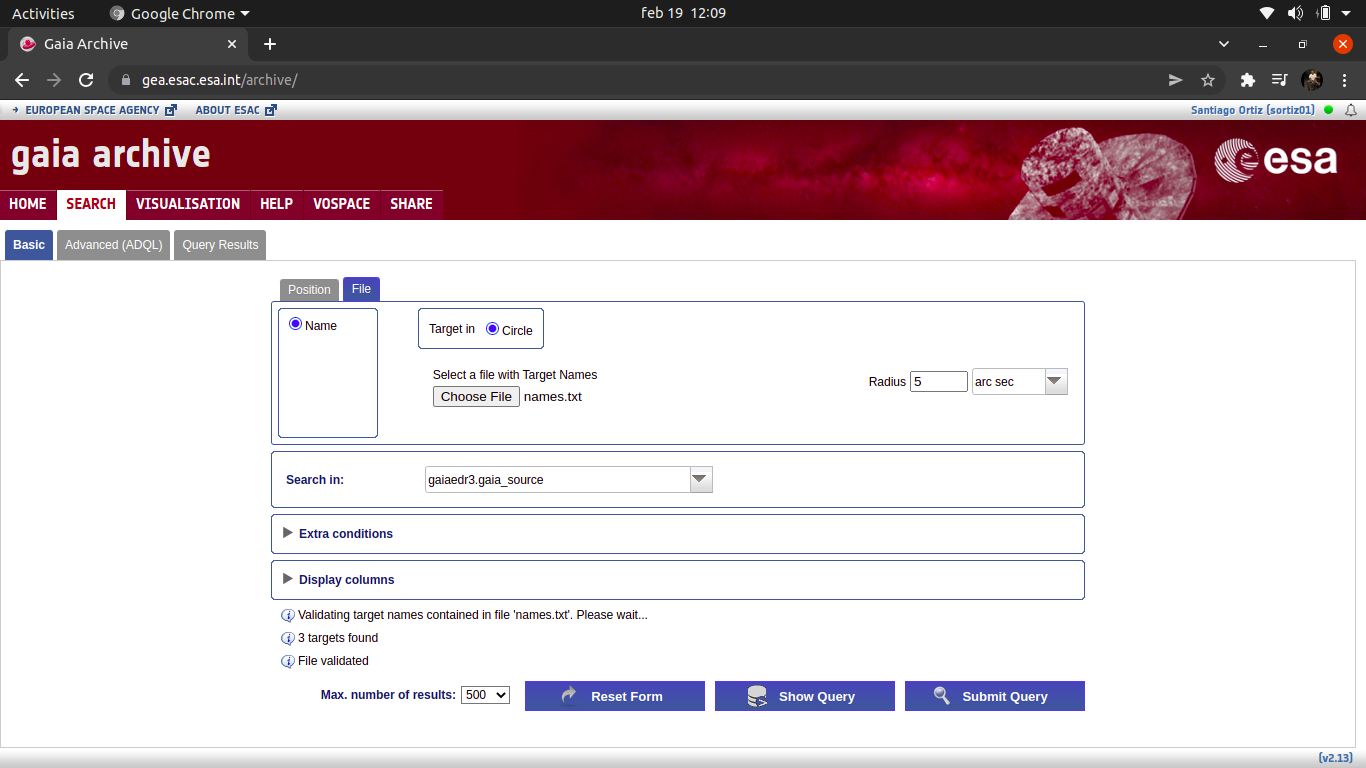 Activities Google Chrome feb 19 12:09
Gaia Archive
gea.esac.esa.int/archive/
EUROPEAN SPACE AGENCY ABOUT ESAC Santiago Ortiz (sortiz01)
gaia archive esa
HOME SEARCH VISUALISATION HELP VOSPACE SHARE
Basic Advanced (ADQL) Query Results
Position File
Name Target in Circle
Select a file with Target Names
Radius 5 arc sec
Choose File names.txt
Search in: gaiaedr3.gaia_source
Extra conditions
Display columns
Validating target names contained in file 'names.txt'. Please wait...
3 targets found
File validated
Max. number of results: 500 Reset Form Show Query Submit Query
(v2.13)